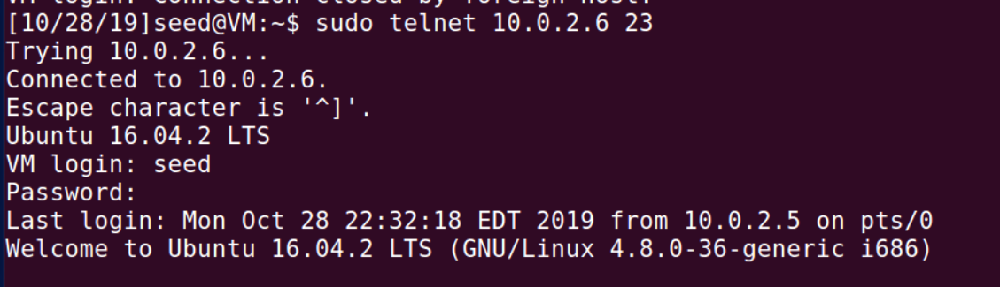 [10/28/19]seed@VM:~$ sudo telnet 10.0.2.6 23
Trying 10.0.2.6...
Connected to 10.0.2.6.
Escape character is '^]'.
Ubuntu 16.04.2 LTS
VM login: seed
Password:
Last login: Mon Oct 28 22:32:18 EDT 2019 from 10.0.2.5 on pts/0
Welcome to Ubuntu 16.04.2 LTS (GNU/Linux 4.8.0-36-generic i686)